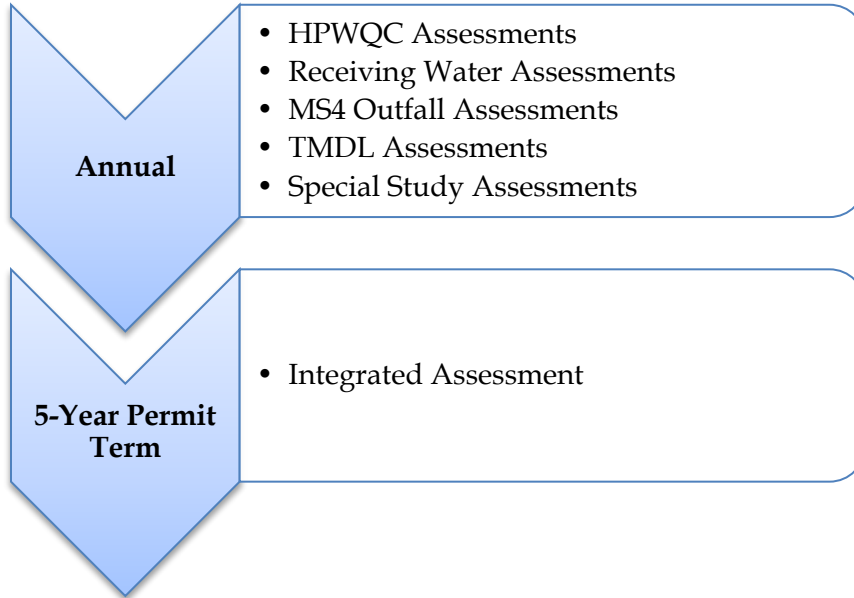 Annual
• HPWQC Assessments
• Receiving Water Assessments
• MS4 Outfall Assessments
• TMDL Assessments
• Special Study Assessments
5-Year Permit
Term
• Integrated Assessment